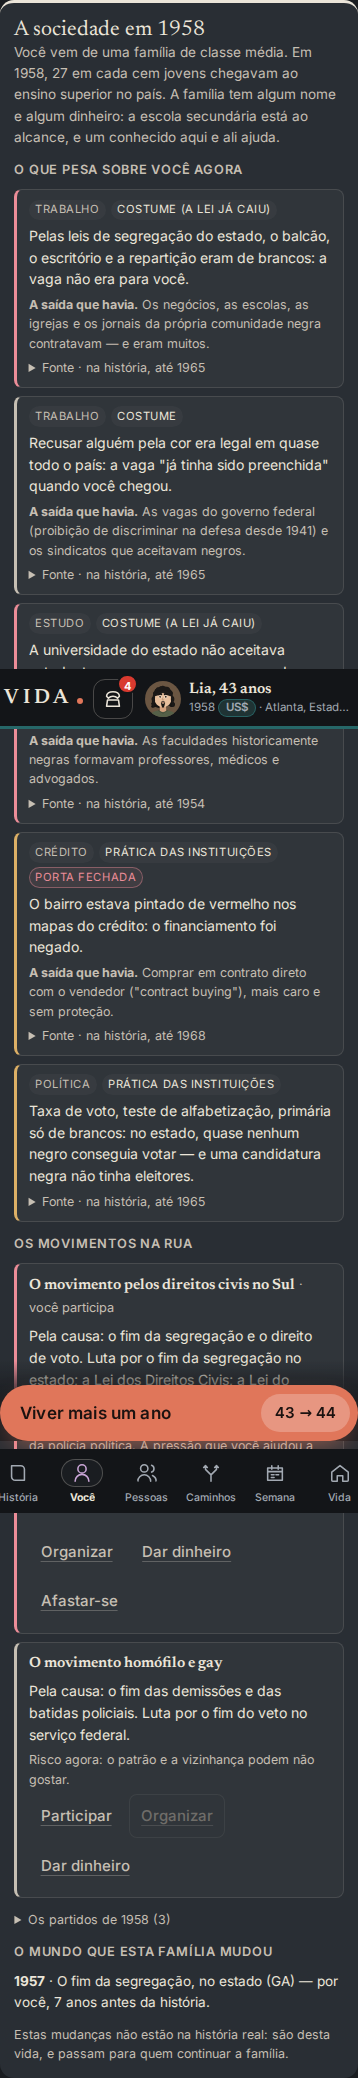 A sociedade em 1958
Você vem de uma família de classe média. Em
1958, 27 em cada cem jovens chegavam ao
ensino superior no país. A família tem algum nome
e algum dinheiro: a escola secundária está ao
alcance, e um conhecido aqui e ali ajuda.
O QUE PESA SOBRE VOCÊ AGORA
TRABALHO COSTUME (A LEI JÁ CAIU)
Pelas leis de segregação do estado, o balcão,
o escritório e a repartição eram de brancos: a
vaga não era para você.
A saída que havia. Os negócios, as escolas, as
igrejas e os jornais da própria comunidade negra
contratavam — e eram muitos.
▶ Fonte · na história, até 1965
TRABALHO COSTUME
Recusar alguém pela cor era legal em quase
todo o país: a vaga "já tinha sido preenchida"
quando você chegou.
A saída que havia. As vagas do governo federal
(proibição de discriminar na defesa desde 1941) e
os sindicatos que aceitavam negros.
▶ Fonte · na história, até 1965
ESTUDO COSTUME (A LEI JÁ CAIU)
A universidade do estado não aceitava
VIDA
4
Lia, 43 anos
1958 US$ · Atlanta, Estad...
A saída que havia. As faculdades historicamente
negras formavam professores, médicos e
advogados.
▶ Fonte · na história, até 1954
CRÉDITO PRÁTICA DAS INSTITUIÇÕES
PORTA FECHADA
O bairro estava pintado de vermelho nos
mapas do crédito: o financiamento foi
negado.
A saída que havia. Comprar em contrato direto
com o vendedor ("contract buying"), mais caro e
sem proteção.
▶ Fonte · na história, até 1968
POLÍTICA PRÁTICA DAS INSTITUIÇÕES
Taxa de voto, teste de alfabetização, primária
só de brancos: no estado, quase nenhum
negro conseguia votar — e uma candidatura
negra não tinha eleitores.
▶ Fonte · na história, até 1965
OS MOVIMENTOS NA RUA
O movimento pelos direitos civis no Sul ·
você participa
Pela causa: o fim da segregação e o direito
de voto. Luta por o fim da segregação no
estado; a Lei dos Direitos Civis; a Lei do
Viver mais um ano 43 → 44
da polícia política. A pressão que você ajudou a
História Você Pessoas Caminhos Semana Vida
Organizar Dar dinheiro
Afastar-se
O movimento homófilo e gay
Pela causa: o fim das demissões e das
batidas policiais. Luta por o fim do veto no
serviço federal.
Risco agora: o patrão e a vizinhança podem não
gostar.
Participar Organizar
Dar dinheiro
▶ Os partidos de 1958 (3)
O MUNDO QUE ESTA FAMÍLIA MUDOU
1957 · O fim da segregação, no estado (GA) — por
você, 7 anos antes da história.
Estas mudanças não estão na história real: são desta
vida, e passam para quem continuar a família.